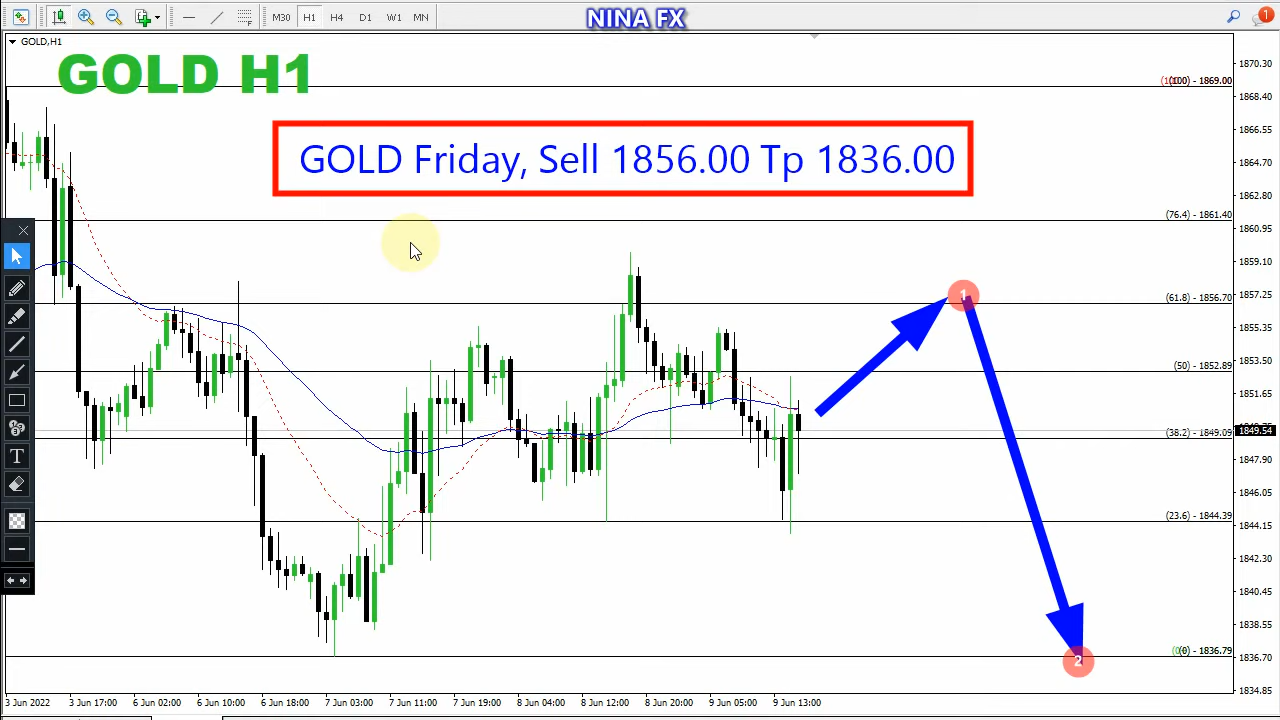 M30 H1 H4 D1 W1 MN
NINA FX
1
GOLD,H1
GOLD H1
1870.30
(100) - 1869.00
1868.40
1866.55
GOLD Friday, Sell 1856.00 Tp 1836.00
1864.70
1862.80
(76.4) - 1861.40
1860.95
1859.10
1
(61.8) - 1856.70
1857.25
1855.35
1853.50
(50) - 1852.89
1851.65
1849.54
(38.2) - 1849.09
T
1847.90
1846.05
(23.6) - 1844.39
1844.15
1842.30
1840.45
1838.55
(0) - 1836.79
1836.70
2
1834.85
3 Jun 2022 3 Jun 17:00 6 Jun 02:00 6 Jun 10:00 6 Jun 18:00 7 Jun 03:00 7 Jun 11:00 7 Jun 19:00 8 Jun 04:00 8 Jun 12:00 8 Jun 20:00 9 Jun 05:00 9 Jun 13:00